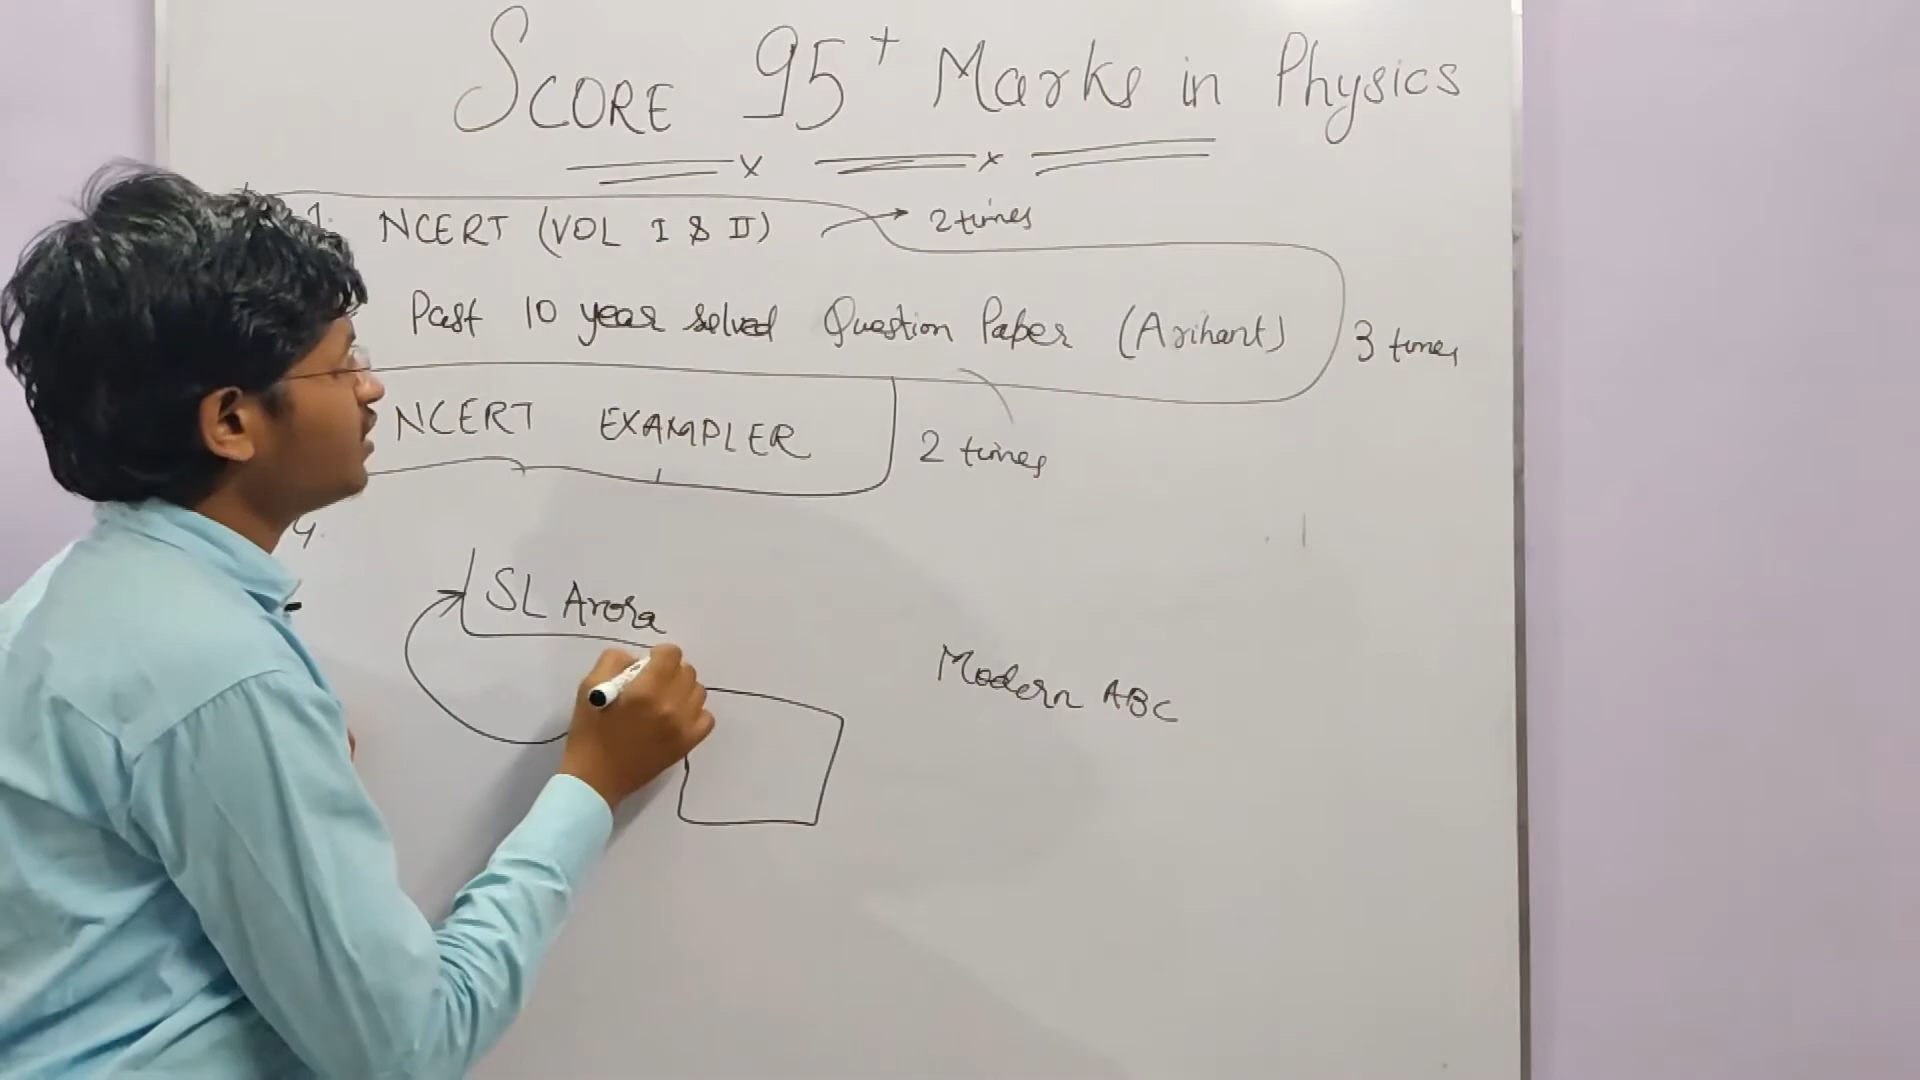 SCORE 95+ Marks in Physics
1. NCERT (VOL I & II) → 2 times
Past 10 year solved Question Paper (Arihant) 3 times
NCERT EXAMPLER 2 times
4.
SL Arora
Modern ABC